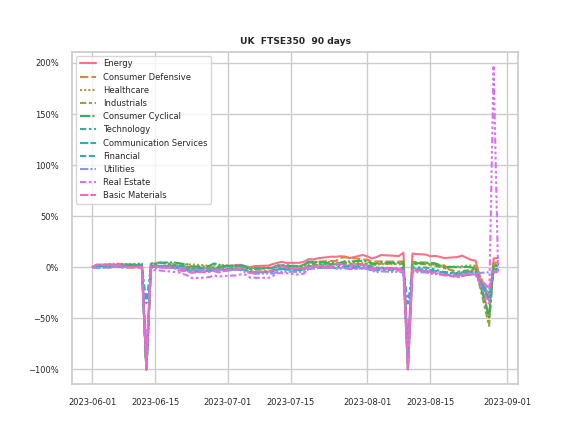 UK FTSE350 90 days
200%
150%
100%
50%
0%
−50%
−100%
Energy
Consumer Defensive
Healthcare
Industrials
Consumer Cyclical
Technology
Communication Services
Financial
Utilities
Real Estate
Basic Materials
2023-06-01 2023-06-15 2023-07-01 2023-07-15 2023-08-01 2023-08-15 2023-09-01